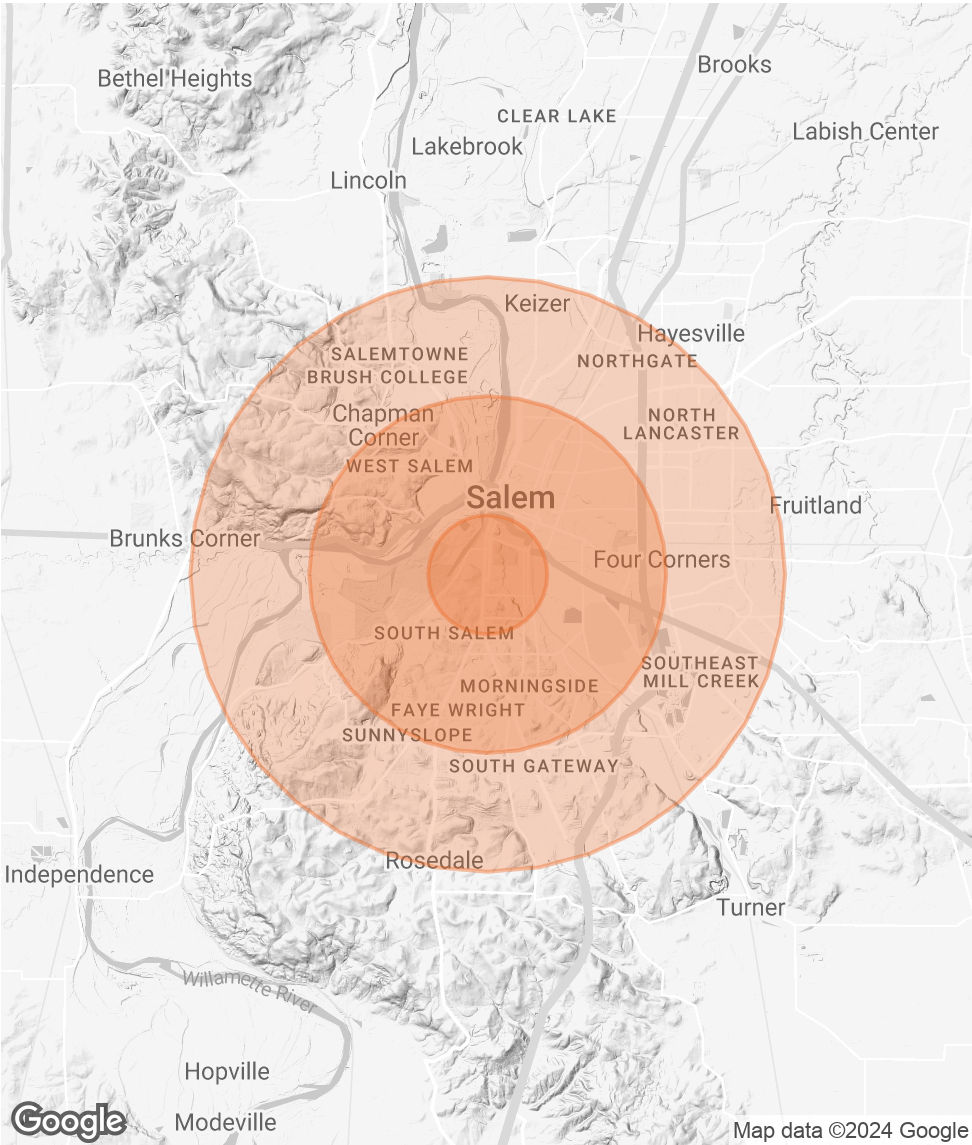 Brooks
Bethel Heights
CLEAR LAKE
Labish Center
Lakebrook
Lincoln
Keizer
Hayesville
SALEMTOWNE
NORTHGATE
BRUSH COLLEGE
Chapman
Corner
NORTH
LANCASTER
WEST SALEM
Salem
Fruitland
Brunks Corner
Four Corners
SOUTH SALEM
SOUTHEAST
MILL CREEK
MORNINGSIDE
FAYE WRIGHT
SUNNYSLOPE
SOUTH GATEWAY
Rosedale
Independence
Turner
Willamette River
Hopville
Modeville
Google
Map data ©2024 Google